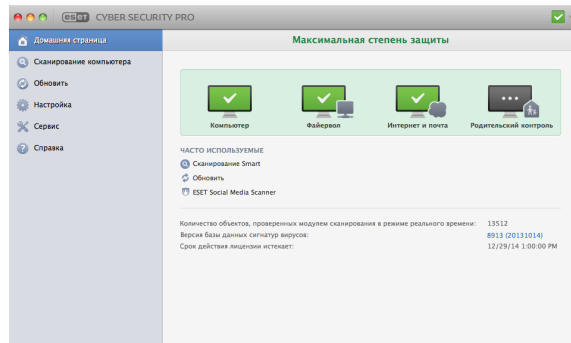 eset CYBER SECURITY PRO
Домашняя страница
Сканирование компьютера
Обновить
Настройка
Сервис
Справка
Максимальная степень защиты
Компьютер
Файервол
Интернет и почта
Родительский контроль
ЧАСТО ИСПОЛЬЗУЕМЫЕ
Сканирование Smart
Обновить
ESET Social Media Scanner
Количество объектов, проверенных модулем сканирования в режиме реального времени: 13512
Версия базы данных сигнатур вирусов: 8913 (20131014)
Срок действия лицензии истекает: 12/29/14 1:00:00 PM